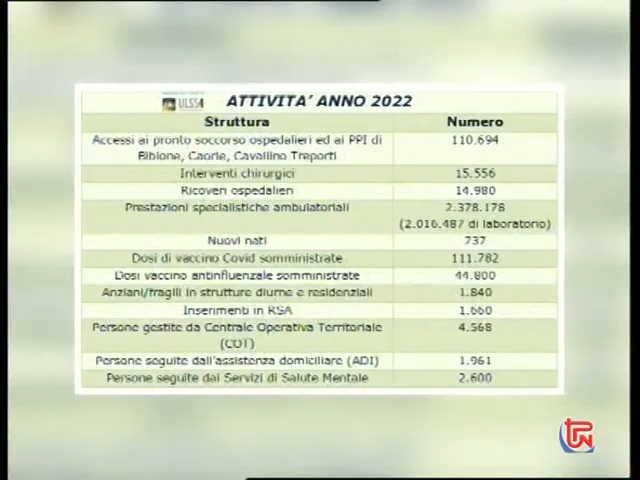 ULSS4 ATTIVITA' ANNO 2022
Struttura Numero
Accessi ai pronto soccorso ospedalieri ed ai PPI di 110.694
Bibione, Caorle, Cavallino Treporti
Interventi chirurgici 15.556
Ricoveri ospedalieri 14.980
Prestazioni specialistiche ambulatoriali 2.378.178
(2.016.487 di laboratorio)
Nuovi nati 737
Dosi di vaccino Covid somministrate 111.782
Dosi vaccino antinfluenzale somministrate 44.800
Anziani/fragili in strutture diurne e residenziali 1.840
Inserimenti in RSA 1.660
Persone gestite da Centrale Operativa Territoriale 4.568
(COT)
Persone seguite dall'assistenza domiciliare (ADI) 1.961
Persone seguite dai Servizi di Salute Mentale 2.600